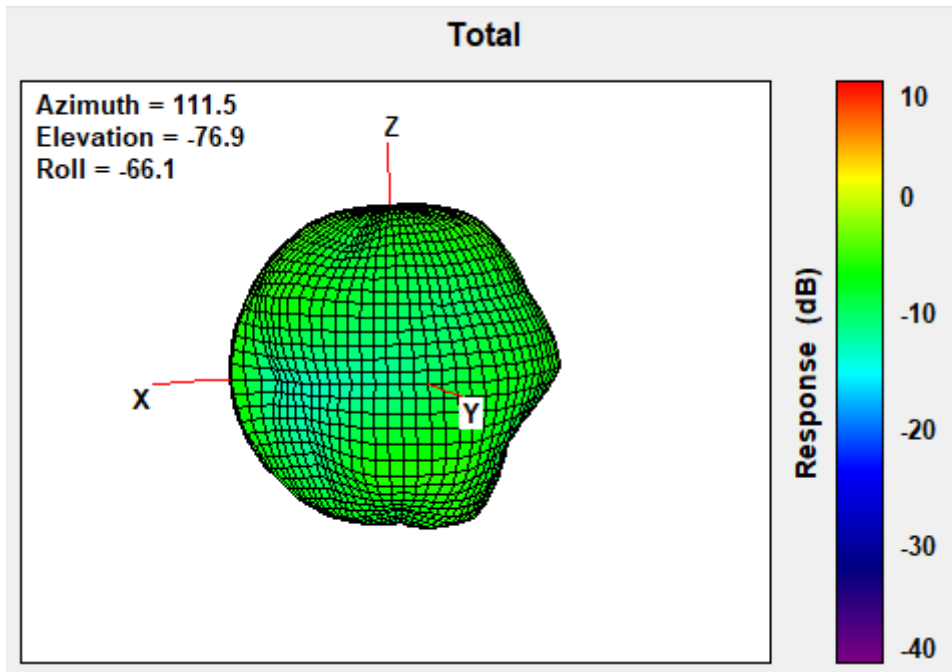 Total
Azimuth = 111.5
Elevation = -76.9
Roll = -66.1
Z
X
Y
10
0
-10
-20
-30
-40
Response (dB)